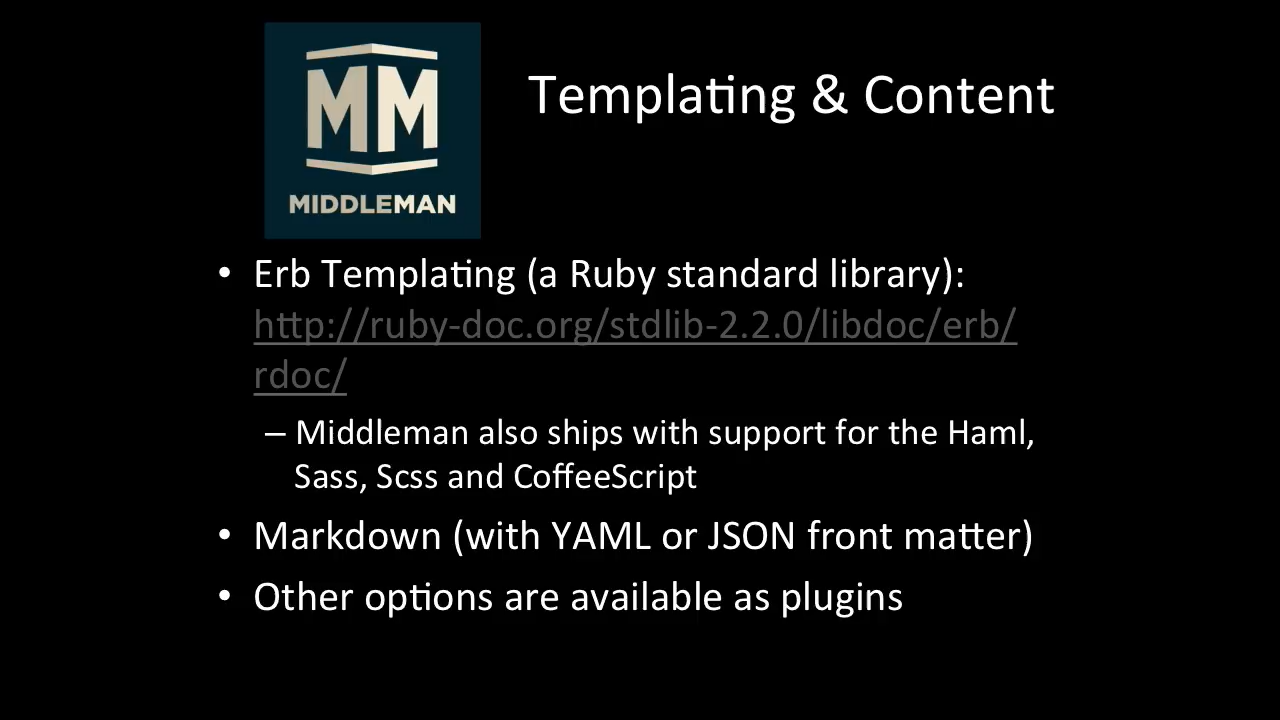 MM
MIDDLEMAN
Templating & Content
• Erb Templating (a Ruby standard library):
http://ruby-doc.org/stdlib-2.2.0/libdoc/erb/
rdoc/
– Middleman also ships with support for the Haml,
Sass, Scss and CoffeeScript
• Markdown (with YAML or JSON front matter)
• Other options are available as plugins